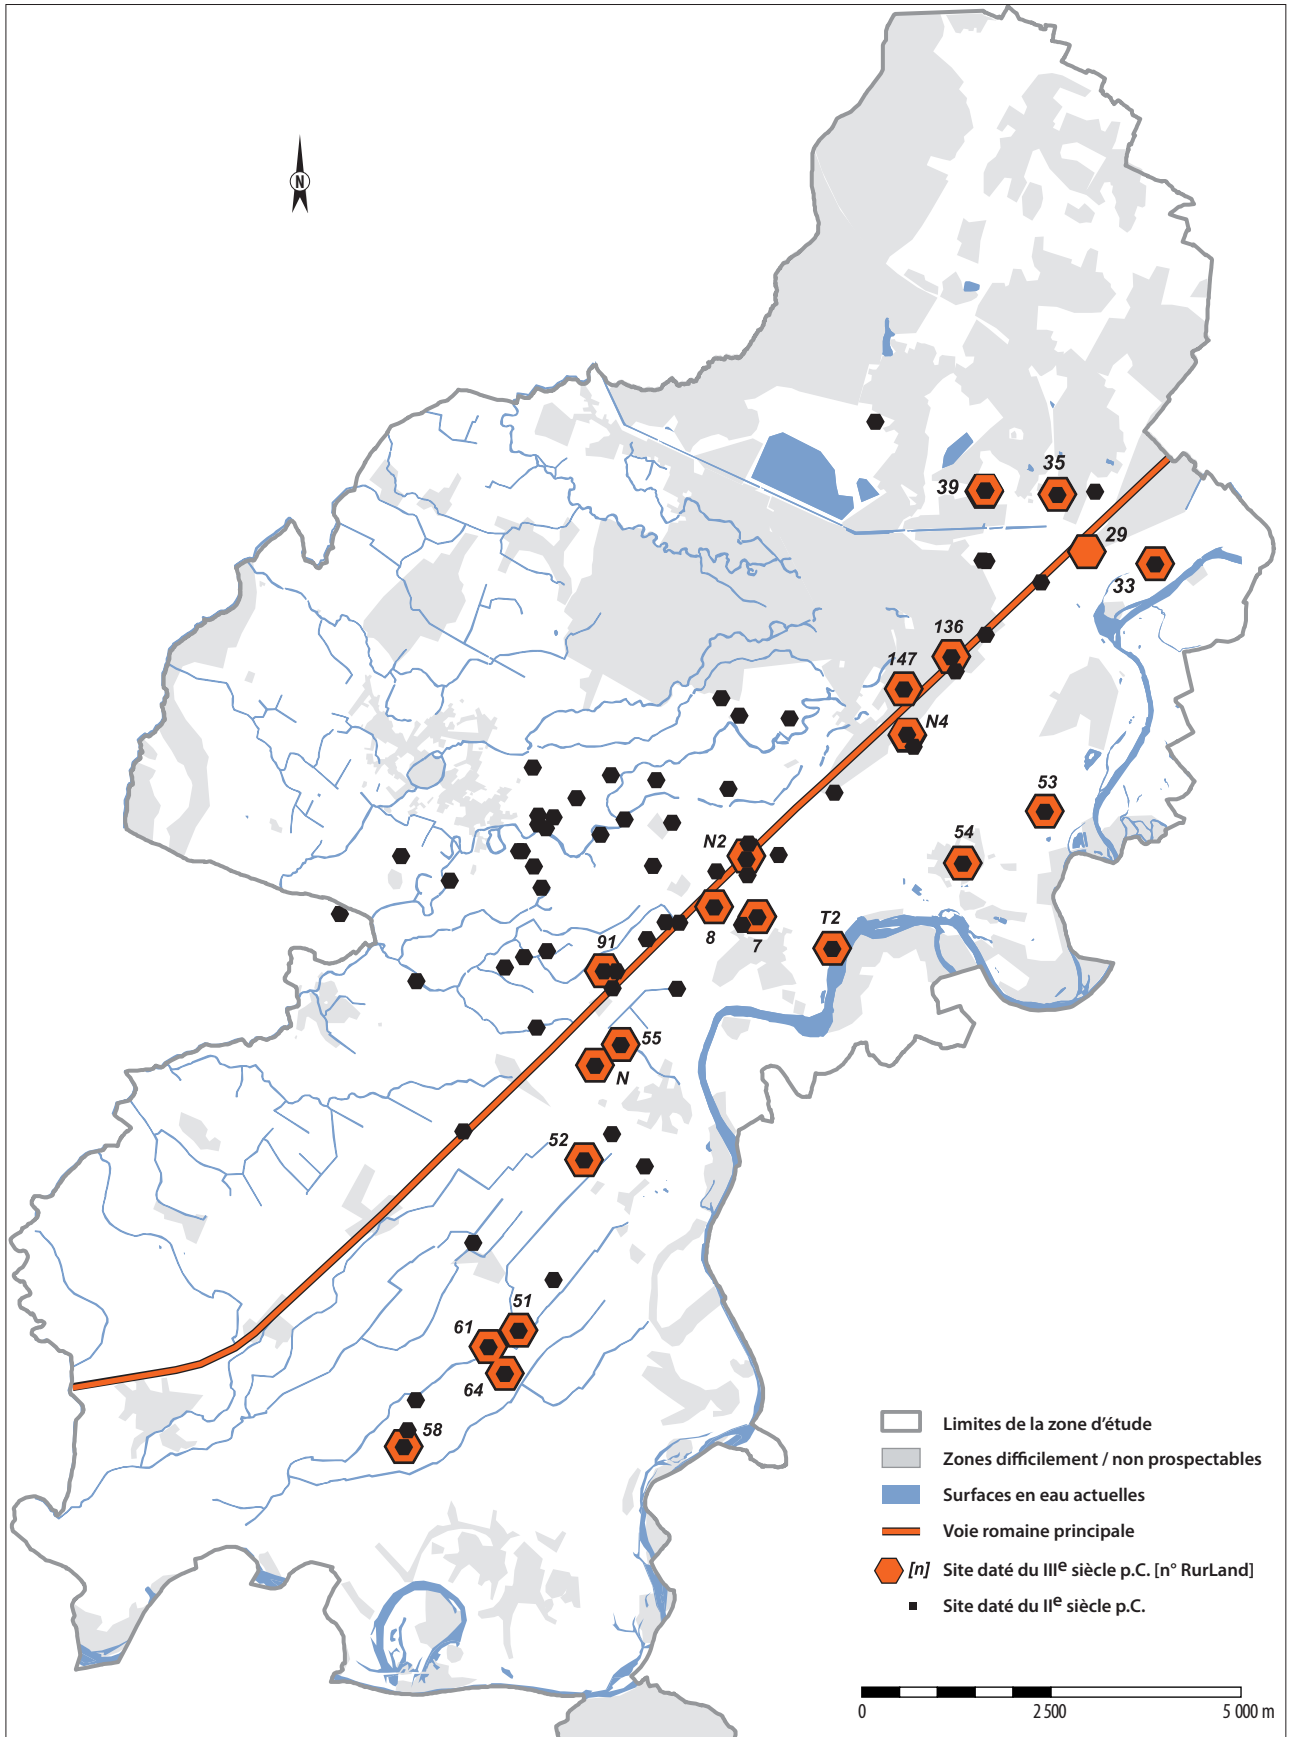 N
35
39
29
33
136
147
N4
53
N2
54
8
7
T2
91
55
N
52
51
61
64
58
Limites de la zone d'étude
Zones difficilement / non prospectables
Surfaces en eau actuelles
Voie romaine principale
[n] Site daté du IIIe siècle p.C. [n° RurLand]
Site daté du IIe siècle p.C.
0 2 500 5 000 m